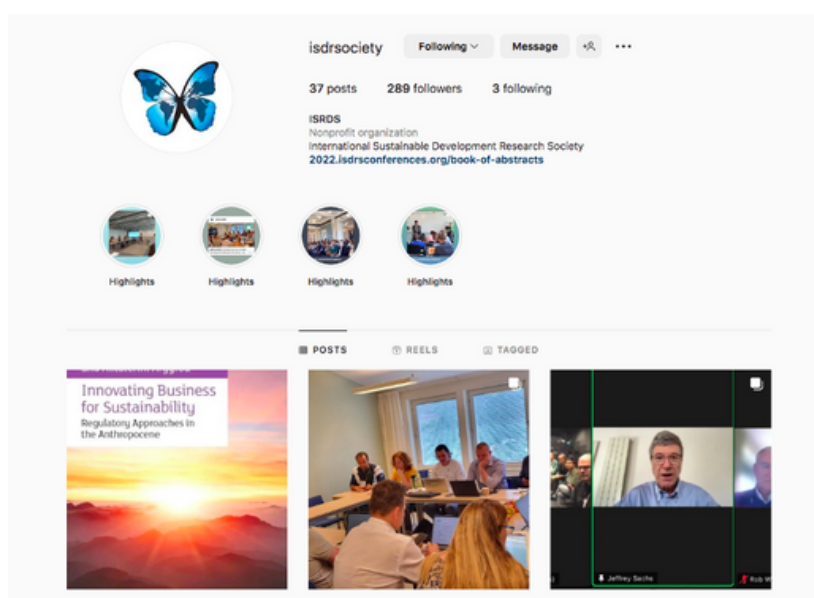 isdrsociety Following Message
37 posts 289 followers 3 following
ISRDS
Nonprofit organization
International Sustainable Development Research Society
2022.isdrsconferences.org/book-of-abstracts
Highlights Highlights Highlights Highlights
POSTS REELS TAGGED
Innovating Business
for Sustainability
Regulatory Approaches in
the Anthropocene
Jeffrey Sachs Rob W